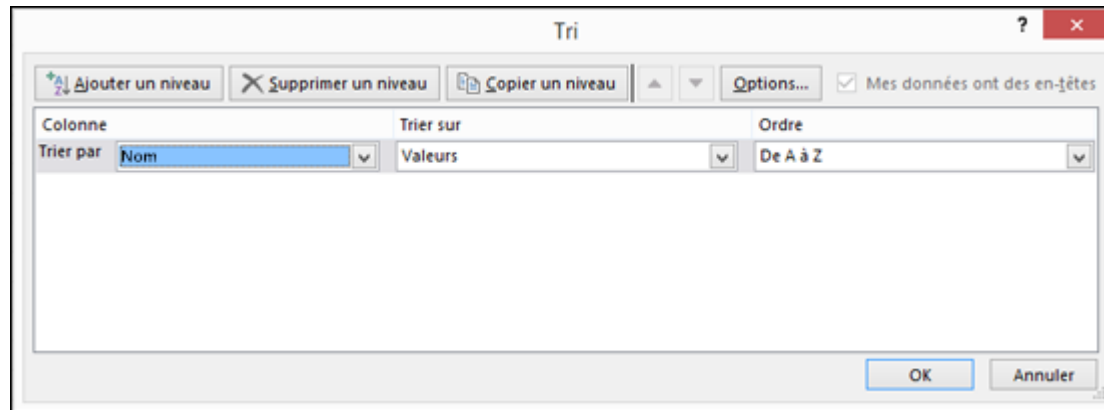 Tri
?
Ajouter un niveau Supprimer un niveau Copier un niveau Options... Mes données ont des en-têtes
Colonne Trier sur Ordre
Trier par Nom Valeurs De A à Z
OK Annuler